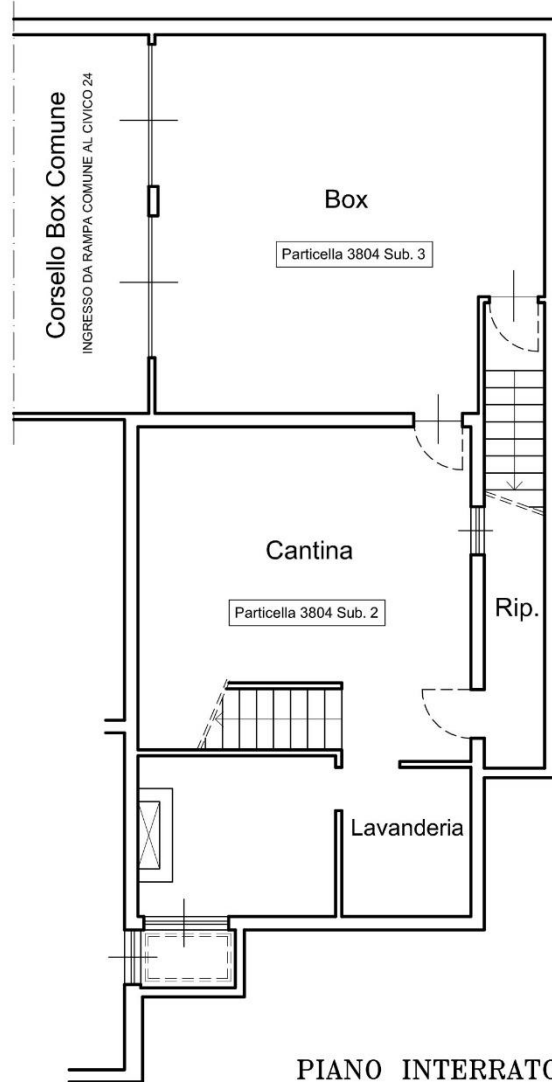 Corsello Box Comune
INGRESSO DA RAMPA COMUNE AL CIVICO 24
Box
Particella 3804 Sub. 3
Cantina
Particella 3804 Sub. 2
Rip.
Lavanderia
PIANO INTERRATO